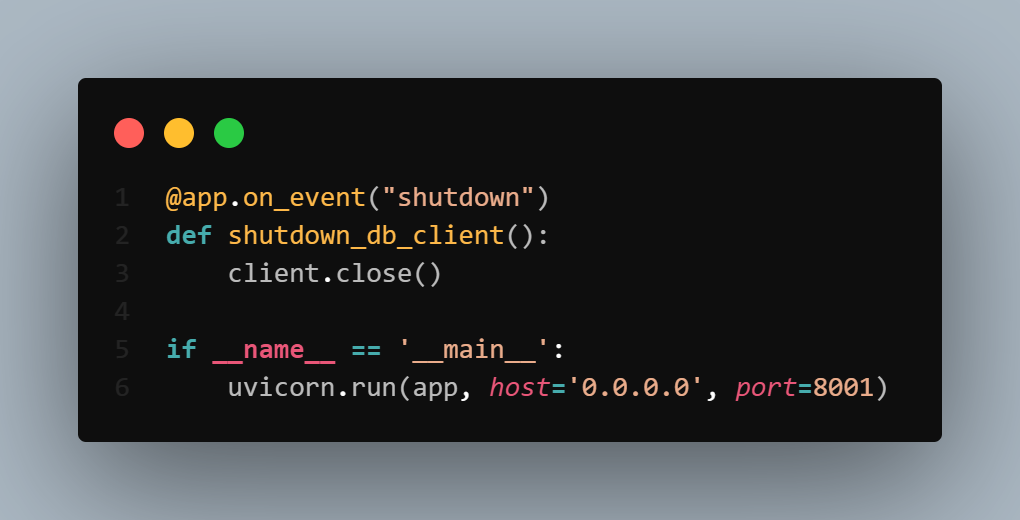 1 @app.on_event("shutdown")
2 def shutdown_db_client():
3     client.close()
4
5 if __name__ == '__main__':
6     uvicorn.run(app, host='0.0.0.0', port=8001)